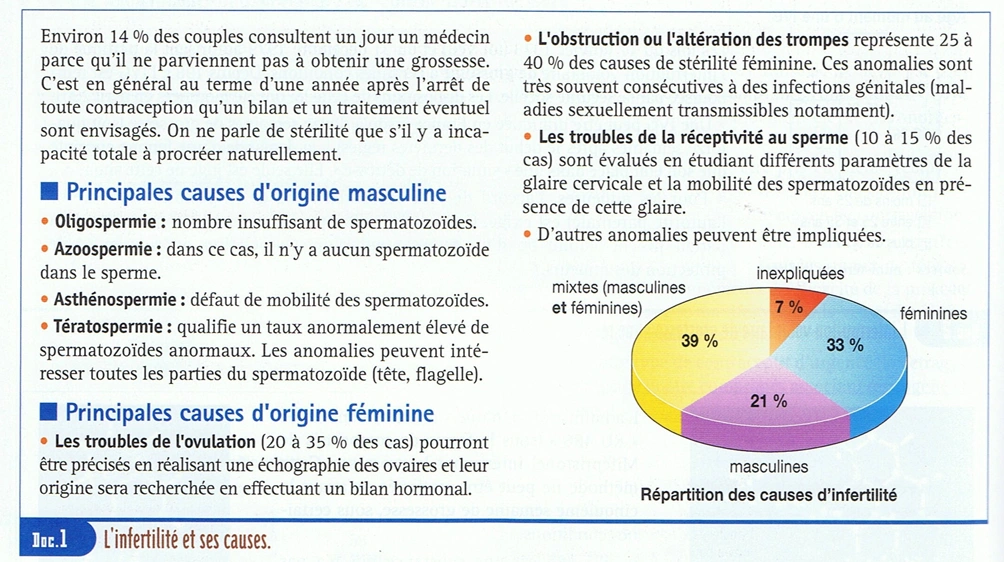 Environ 14 % des couples consultent un jour un médecin
parce qu'il ne parviennent pas à obtenir une grossesse.
C'est en général au terme d'une année après l'arrêt de
toute contraception qu'un bilan et un traitement éventuel
sont envisagés. On ne parle de stérilité que s'il y a inca-
pacité totale à procréer naturellement.
■ Principales causes d'origine masculine
• Oligospermie : nombre insuffisant de spermatozoïdes.
• Azoospermie : dans ce cas, il n'y a aucun spermatozoïde
dans le sperme.
• Asthénospermie : défaut de mobilité des spermatozoïdes.
• Tératospermie : qualifie un taux anormalement élevé de
spermatozoïdes anormaux. Les anomalies peuvent inté-
resser toutes les parties du spermatozoïde (tête, flagelle).
■ Principales causes d'origine féminine
• Les troubles de l'ovulation (20 à 35 % des cas) pourront
être précisés en réalisant une échographie des ovaires et leur
origine sera recherchée en effectuant un bilan hormonal.
• L'obstruction ou l'altération des trompes représente 25 à
40 % des causes de stérilité féminine. Ces anomalies sont
très souvent consécutives à des infections génitales (mal-
adies sexuellement transmissibles notamment).
• Les troubles de la réceptivité au sperme (10 à 15 % des
cas) sont évalués en étudiant différents paramètres de la
glaire cervicale et la mobilité des spermatozoïdes en pré-
sence de cette glaire.
• D'autres anomalies peuvent être impliquées.
mixtes (masculines
et féminines)
inexpliquées
féminines
7 %
39 %
33 %
21 %
masculines
Répartition des causes d'infertilité
Doc.1 L'infertilité et ses causes.